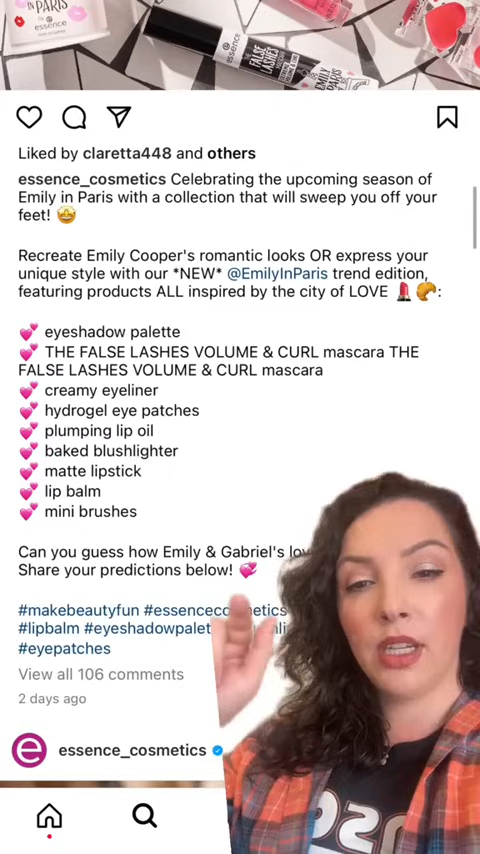 IN PARIS
by
essence
essence
THE
FALSE
LASHES
EMILY
IN PARIS
Liked by claretta448 and others
essence_cosmetics Celebrating the upcoming season of
Emily in Paris with a collection that will sweep you off your
feet! 🤩
Recreate Emily Cooper's romantic looks OR express your
unique style with our *NEW* @EmilyInParis trend edition,
featuring products ALL inspired by the city of LOVE 💄🥐:
💕 eyeshadow palette
💕 THE FALSE LASHES VOLUME & CURL mascara THE
FALSE LASHES VOLUME & CURL mascara
💕 creamy eyeliner
💕 hydrogel eye patches
💕 plumping lip oil
💕 baked blushlighter
💕 matte lipstick
💕 lip balm
💕 mini brushes
Can you guess how Emily & Gabriel's
Share your predictions below! 💞
#makebeautyfun
#lipbalm
#eyepatches
View all 106 comments
2 days ago
e essence_cosmetics